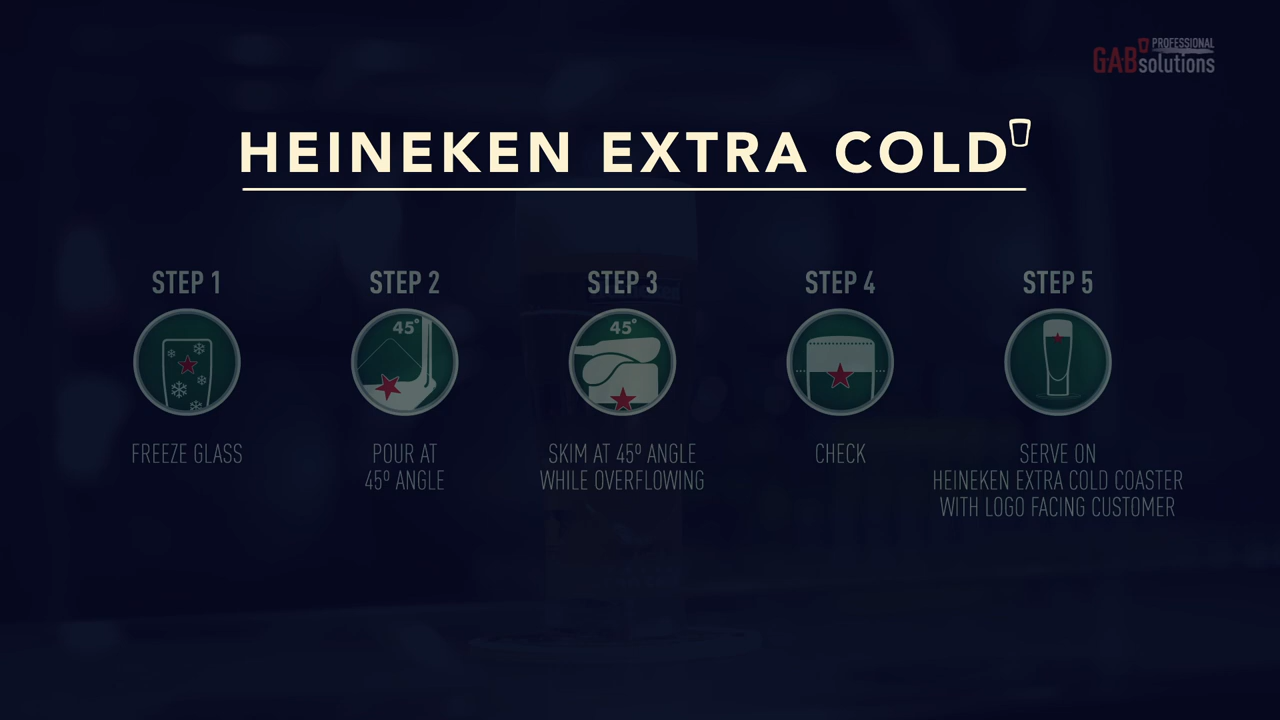 PROFESSIONAL
GAB solutions
HEINEKEN EXTRA COLD
STEP 1
STEP 2
STEP 3
STEP 4
STEP 5
45°
45°
FREEZE GLASS
POUR AT
45º ANGLE
SKIM AT 45º ANGLE
WHILE OVERFLOWING
CHECK
SERVE ON
HEINEKEN EXTRA COLD COASTER
WITH LOGO FACING CUSTOMER